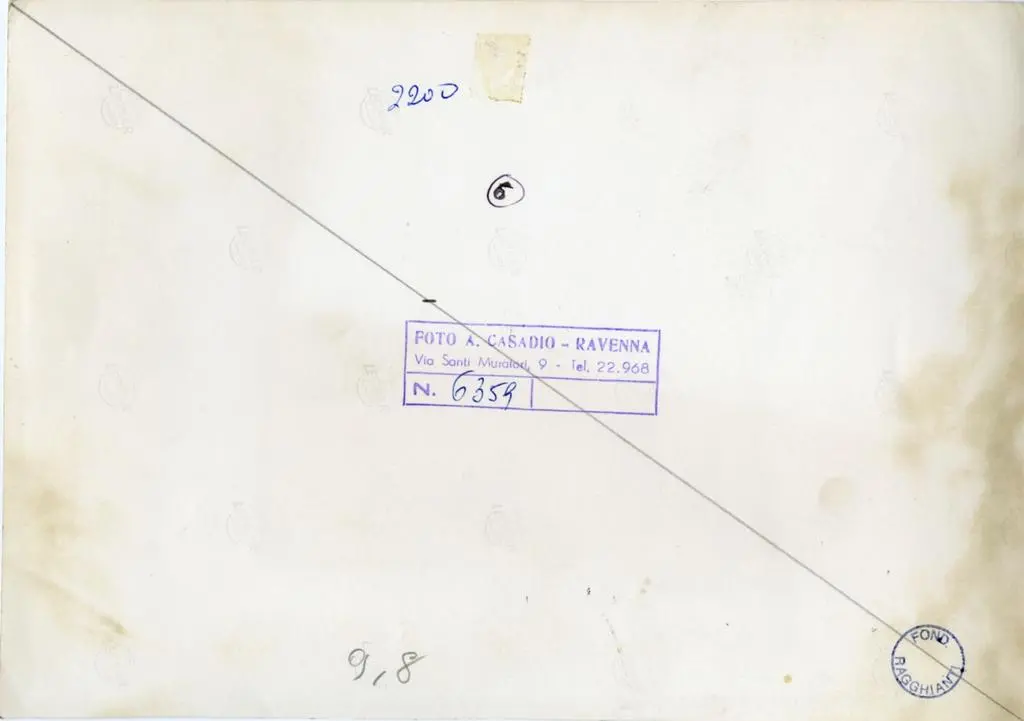 2200
6
FOTO A. CASADIO - RAVENNA
Via Santi Muratori, 9 - Tel. 22.968
N. 6359
9,8
FOND.
RAGGHIANTI